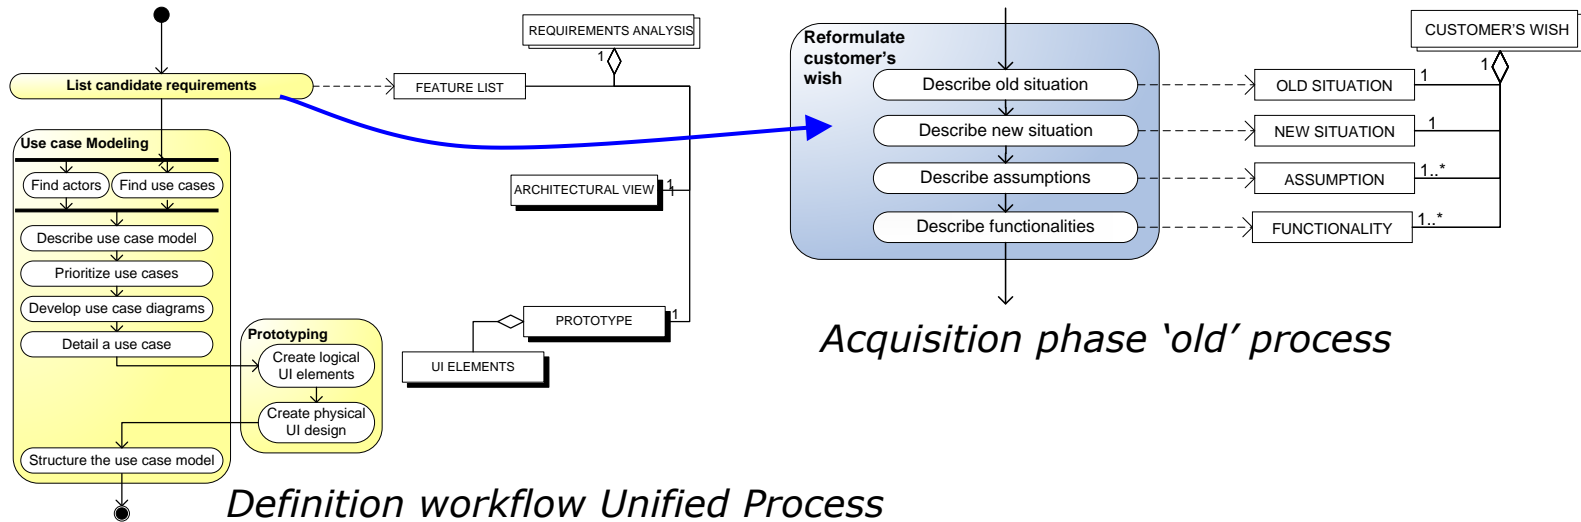 REQUIREMENTS ANALYSIS
1
List candidate requirements
FEATURE LIST
Use case Modeling
Find actors
Find use cases
ARCHITECTURAL VIEW
1
1
Describe use case model
Prioritize use cases
Develop use case diagrams
Detail a use case
Prototyping
Create logical
UI elements
Create physical
UI design
PROTOTYPE
1
UI ELEMENTS
Structure the use case model
Definition workflow Unified Process
Reformulate
customer's
wish
CUSTOMER'S WISH
1
Describe old situation
OLD SITUATION
1
Describe new situation
NEW SITUATION
1
Describe assumptions
ASSUMPTION
1..*
Describe functionalities
FUNCTIONALITY
1..*
Acquisition phase ‘old’ process